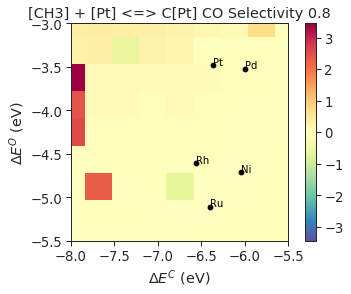 [CH3] + [Pt] <=> C[Pt] CO Selectivity 0.8
−3.0
−3.5
−4.0
−4.5
−5.0
−5.5
ΔE^O (eV)
Pt
Pd
Rh
Ni
Ru
−8.0 −7.5 −7.0 −6.5 −6.0 −5.5
ΔE^C (eV)
3
2
1
0
−1
−2
−3